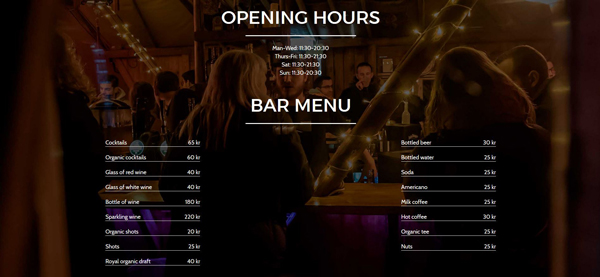 OPENING HOURS
Man-Wed: 11:30-20:30
Thurs-Fri: 11:30-21:30
Sat: 11:30-21:30
Sun: 11:30-20:30
BAR MENU
Cocktails 65 kr
Organic cocktails 60 kr
Glass of red wine 40 kr
Glass of white wine 40 kr
Bottle of wine 180 kr
Sparkling wine 220 kr
Organic shots 20 kr
Shots 25 kr
Royal organic draft 40 kr
Bottled beer 30 kr
Bottled water 25 kr
Soda 25 kr
Americano 25 kr
Milk coffee 25 kr
Hot coffee 30 kr
Organic tee 25 kr
Nuts 25 kr